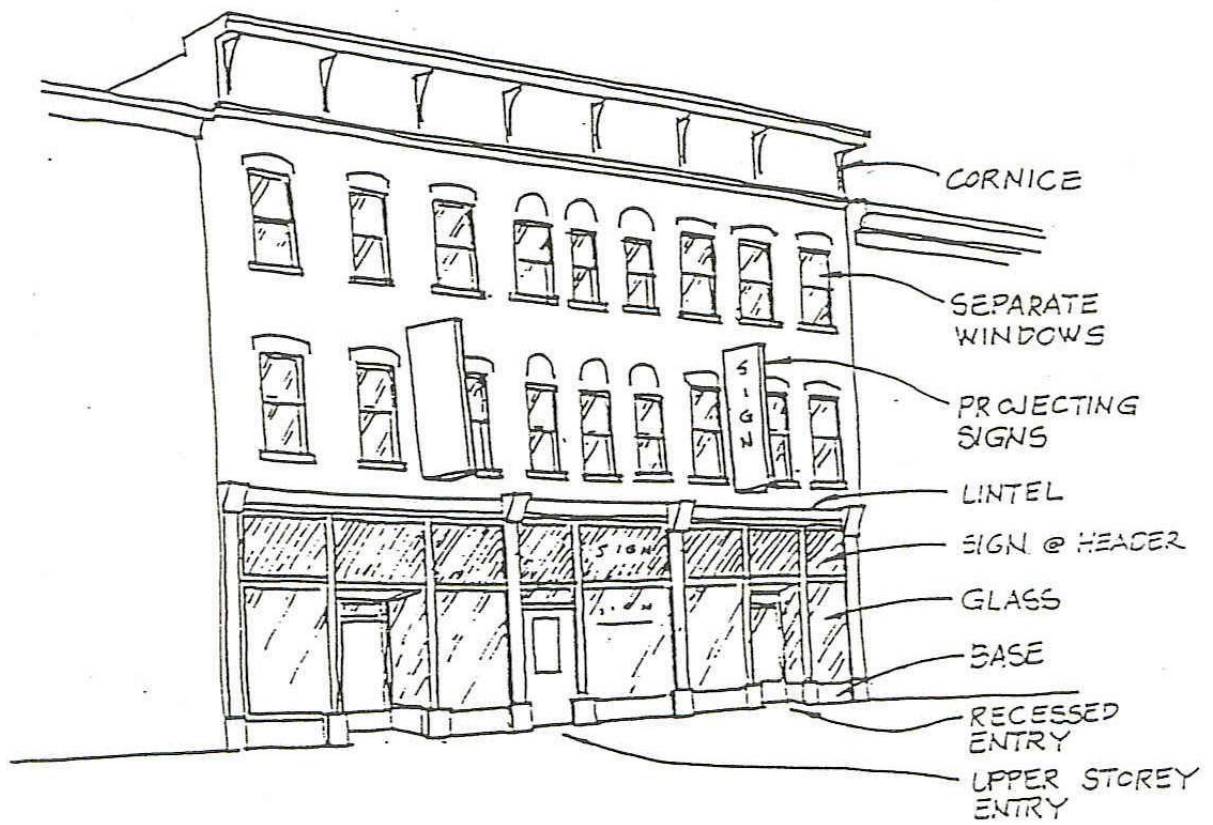 CORNICE
SEPARATE
WINDOWS
SIGN
PROJECTING
SIGNS
LINTEL
SIGN
SIGN @ HEADER
SIGN
GLASS
BASE
RECESSED
ENTRY
UPPER STOREY
ENTRY